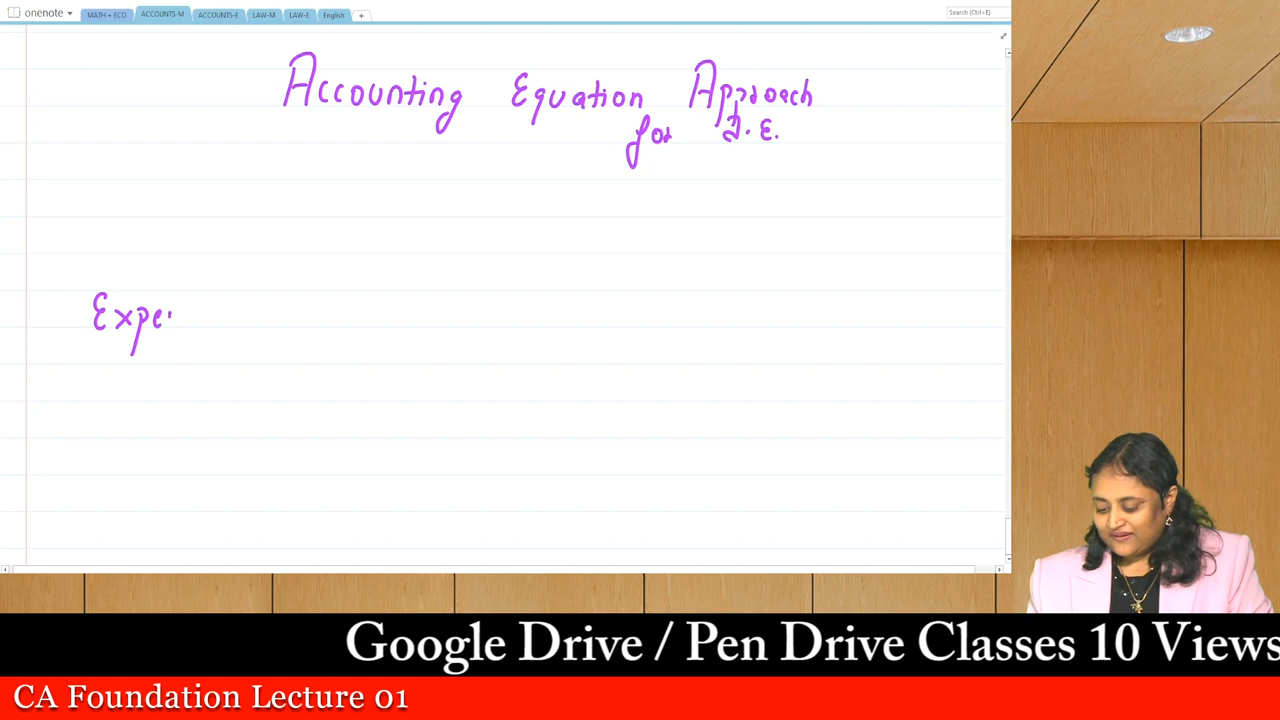 onenote MATH + ECO ACCOUNTS-M ACCOUNTS-E LAW-M LAW-E English + Search (Ctrl+E)
Accounting Equation Approach
for J.E.
Expe
Google Drive / Pen Drive Classes 10 Views
CA Foundation Lecture 01